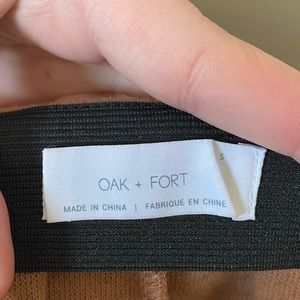 S
OAK + FORT
MADE IN CHINA | FABRIQUÉ EN CHINE